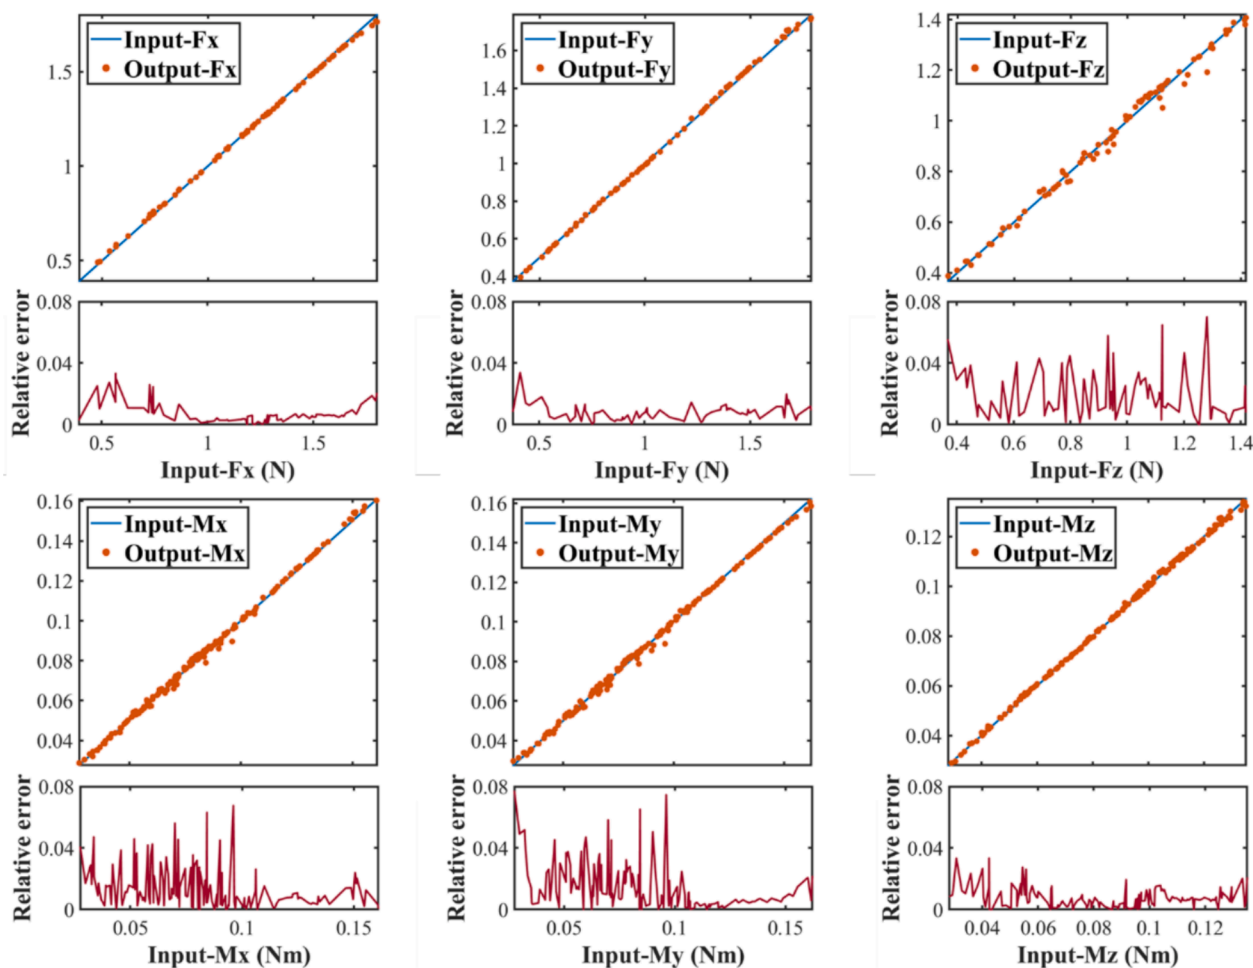 Input-Fx
Output-Fx
1.5
1
0.5
0.08
0.04
0
Relative error
0.5 1 1.5
Input-Fx (N)
Input-Fy
Output-Fy
1.6
1.4
1.2
1
0.8
0.6
0.4
0.08
0.04
0
Relative error
0.5 1 1.5
Input-Fy (N)
1.4
Input-Fz
Output-Fz
1.2
1
0.8
0.6
0.4
0.08
0.04
0
Relative error
0.4 0.6 0.8 1 1.2 1.4
Input-Fz (N)
0.16
Input-Mx
Output-Mx
0.14
0.12
0.1
0.08
0.06
0.04
0.08
0.04
0
Relative error
0.05 0.1 0.15
Input-Mx (Nm)
0.16
Input-My
Output-My
0.14
0.12
0.1
0.08
0.06
0.04
0.08
0.04
0
Relative error
0.05 0.1 0.15
Input-My (Nm)
Input-Mz
Output-Mz
0.12
0.1
0.08
0.06
0.04
0.08
0.04
0
Relative error
0.04 0.06 0.08 0.1 0.12
Input-Mz (Nm)